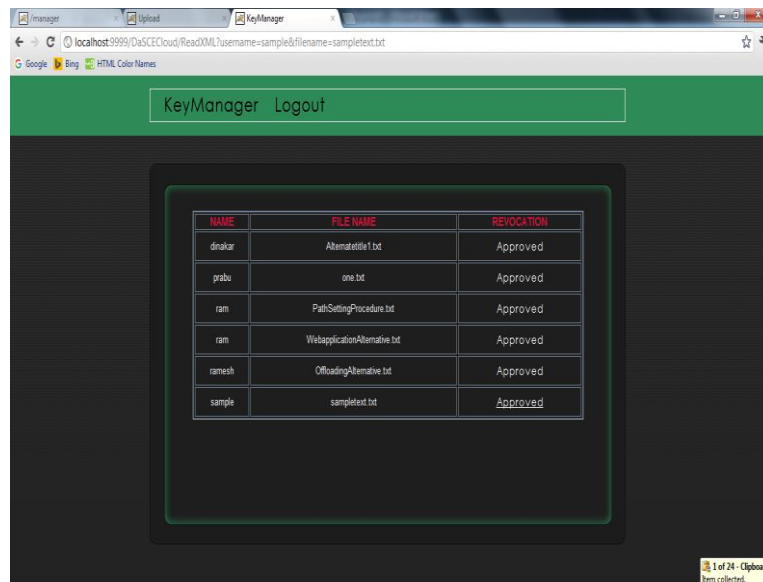 /manager
Upload
KeyManager
localhost:9999/DaSCECloud/ReadXML?username=sample&filename=sampletext.txt
Google Bing HTML Color Names
KeyManager Logout
NAME FILE NAME REVOCATION
dinakar Alternatetitle1.txt Approved
prabu one.txt Approved
ram PathSettingProcedure.txt Approved
ram WebapplicationAlternative.txt Approved
ramesh OffloadingAlternative.txt Approved
sample sampletext.txt Approved
1 of 24 - Clipboa
Item collected.